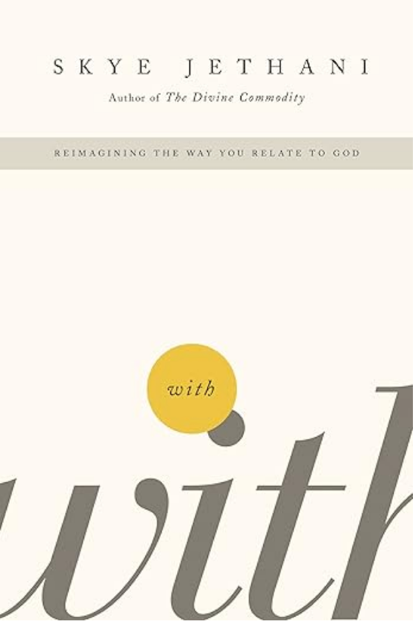 SKYE JETHANI
Author of The Divine Commodity
REIMAGINING THE WAY YOU RELATE TO GOD
with
with